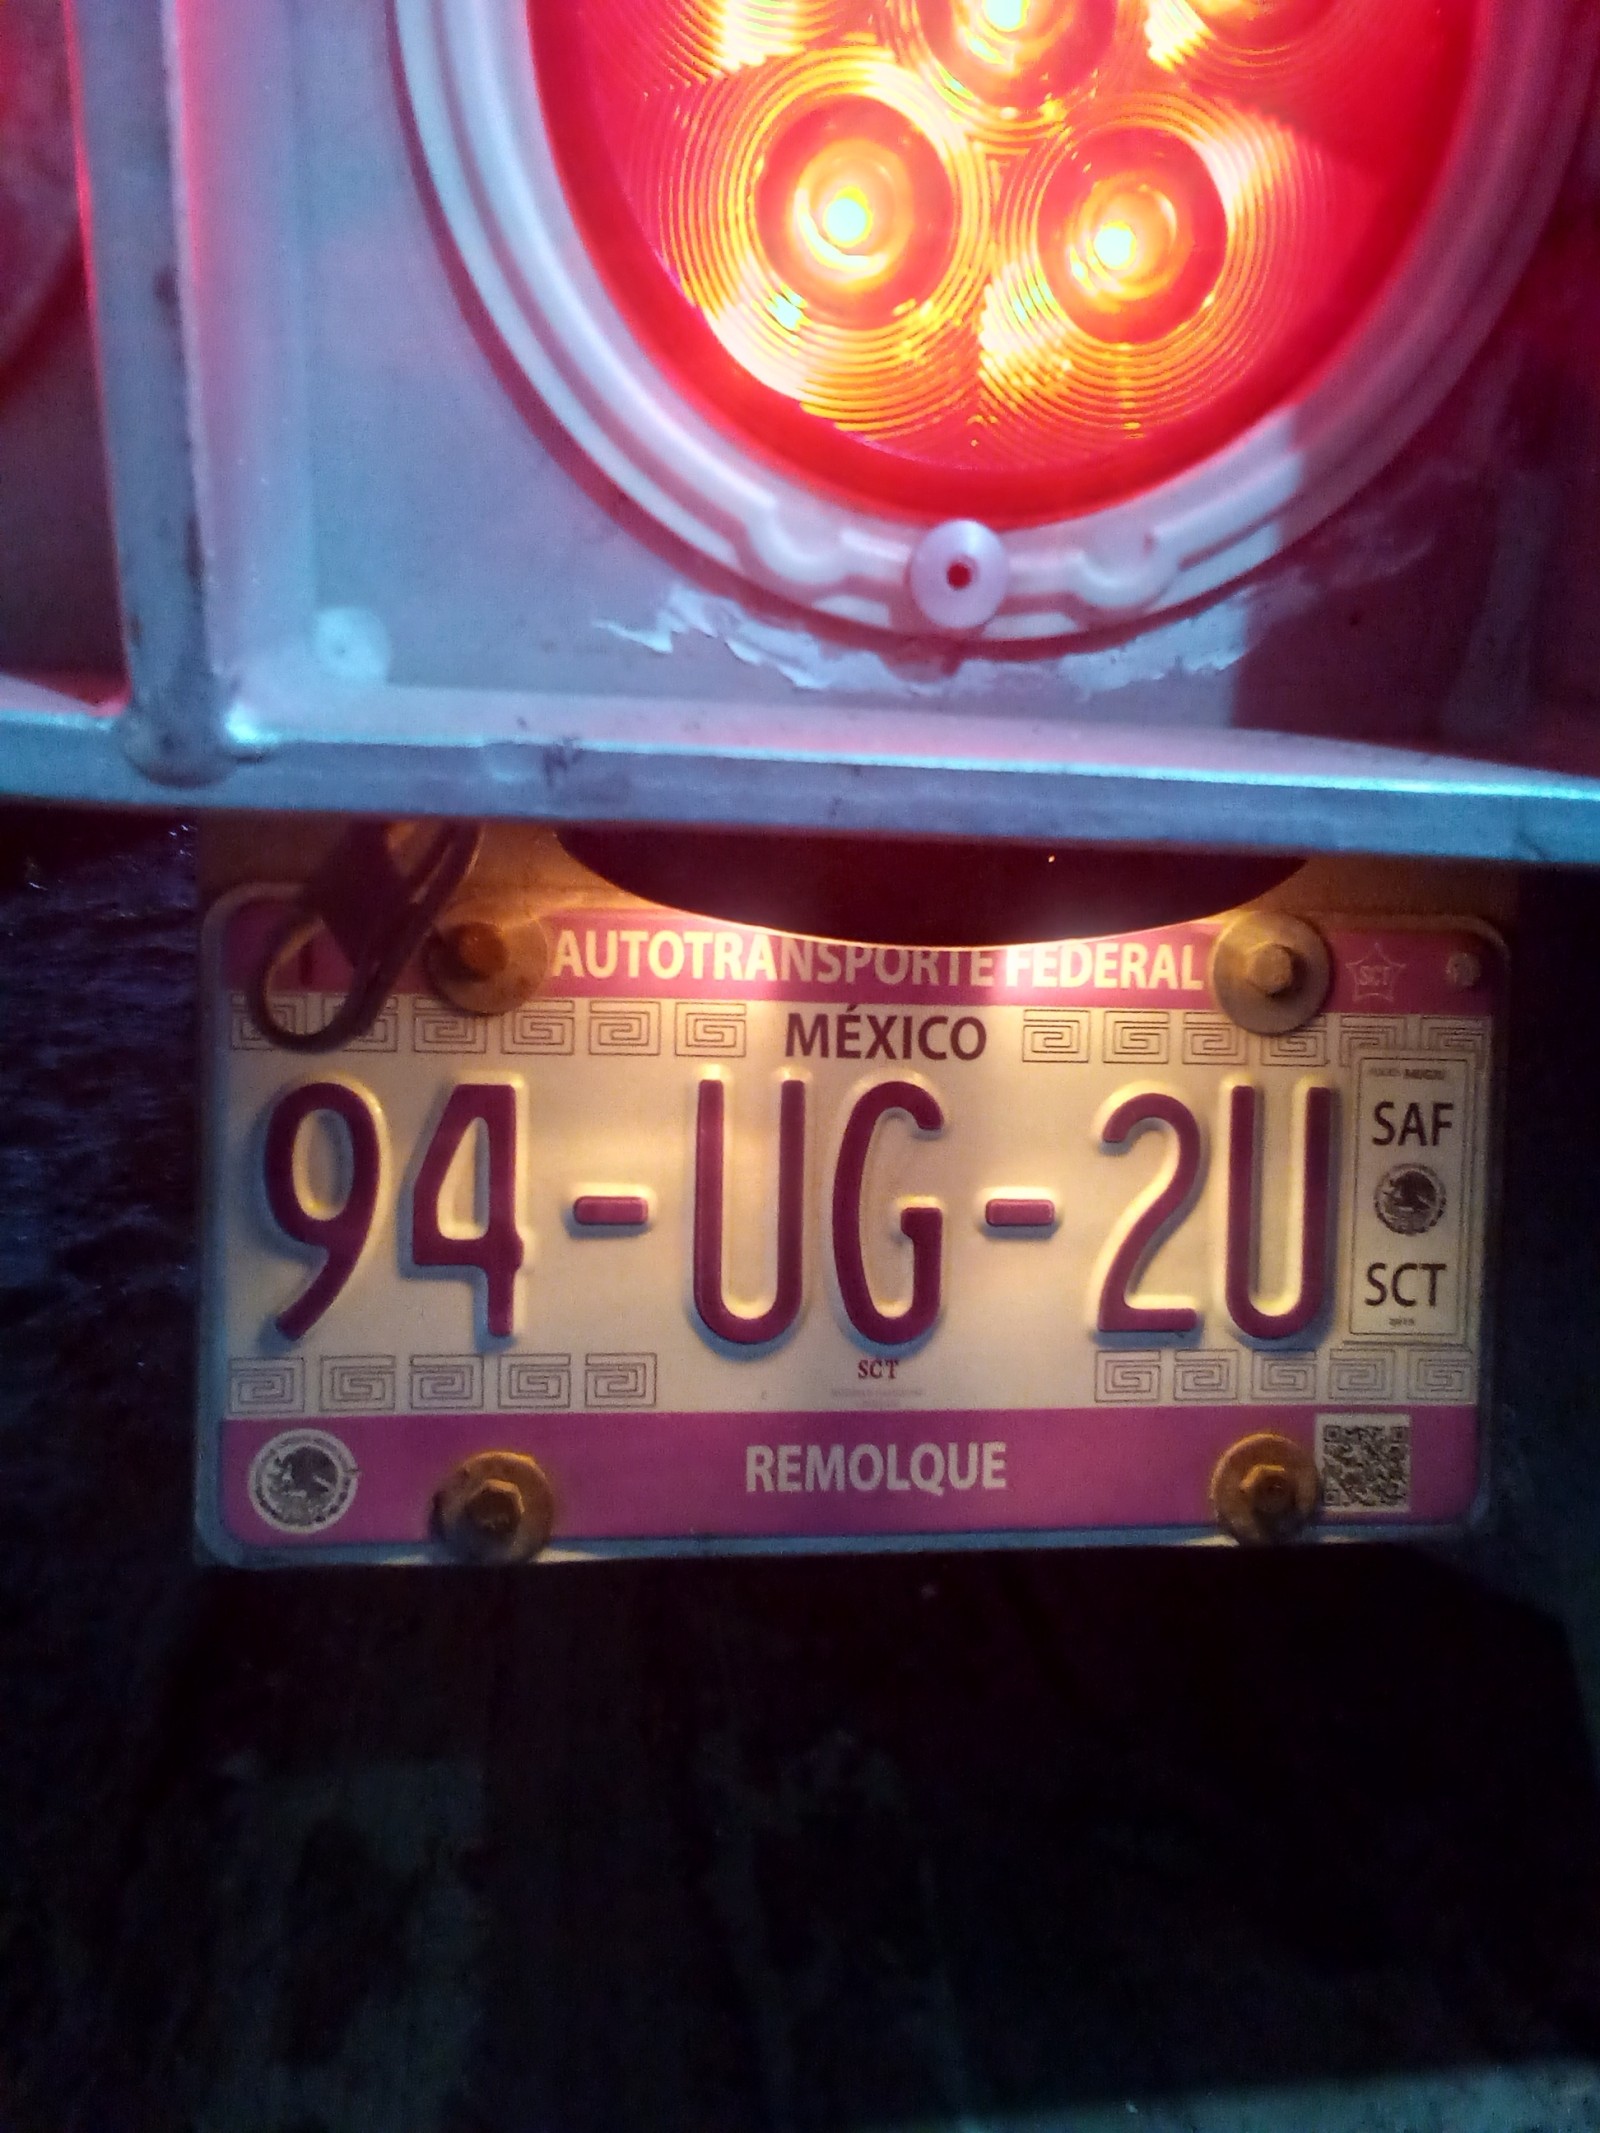 AUTOTRANSPORTE FEDERAL
SCT
MÉXICO
94-UG-2U
SAF
SCT
SCT
REMOLQUE